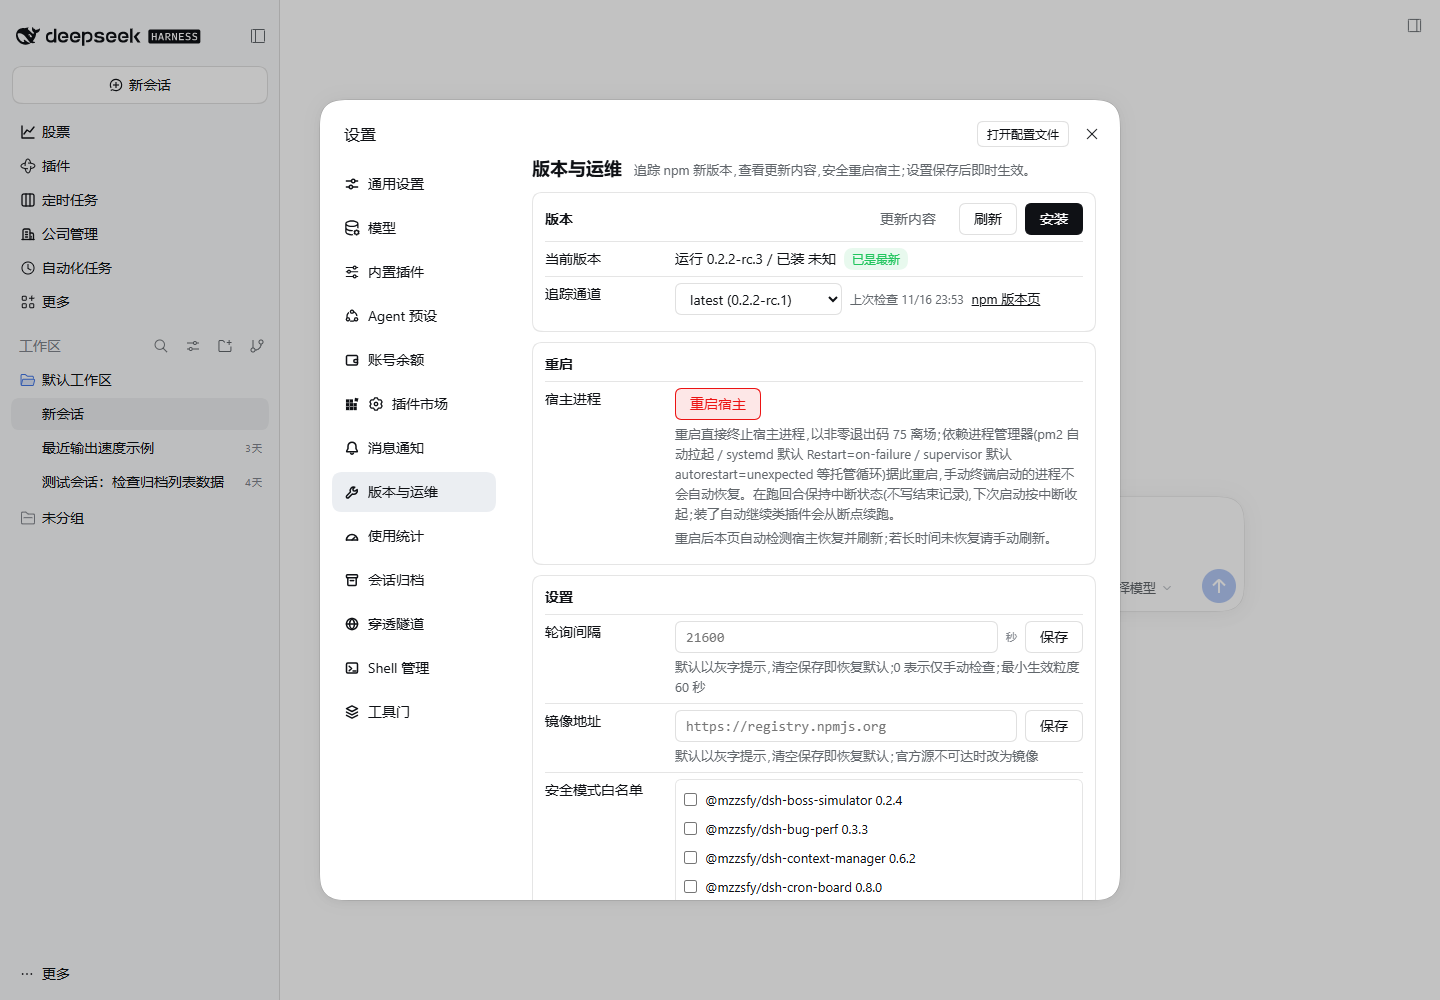 deepseek HARNESS
新会话
股票
插件
定时任务
公司管理
自动化任务
更多
工作区
默认工作区
新会话
最近输出速度示例 3天
测试会话：检查归档列表数据 4天
未分组
更多
设置
打开配置文件
通用设置
模型
内置插件
Agent 预设
账号余额
插件市场
消息通知
版本与运维
使用统计
会话归档
穿透隧道
Shell 管理
工具门
版本与运维 追踪 npm 新版本,查看更新内容,安全重启宿主;设置保存后即时生效。
版本 更新内容 刷新 安装
当前版本 运行 0.2.2-rc.3 / 已装 未知 已是最新
追踪通道 latest (0.2.2-rc.1) 上次检查 11/16 23:53 npm 版本页
重启
宿主进程 重启宿主
重启直接终止宿主进程,以非零退出码 75 离场;依赖进程管理器(pm2 自
动拉起 / systemd 默认 Restart=on-failure / supervisor 默认
autorestart=unexpected 等托管循环)据此重启,手动终端启动的进程不
会自动恢复。在跑回合保持中断状态(不写结束记录),下次启动按中断收
起;装了自动继续类插件会从断点续跑。
重启后本页自动检测宿主恢复并刷新;若长时间未恢复请手动刷新。
设置
轮询间隔 21600 秒 保存
默认以灰字提示,清空保存即恢复默认;0 表示仅手动检查;最小生效粒度
60 秒
镜像地址 https://registry.npmjs.org 保存
默认以灰字提示,清空保存即恢复默认;官方源不可达时改为镜像
安全模式白名单
@mzzsfy/dsh-boss-simulator 0.2.4
@mzzsfy/dsh-bug-perf 0.3.3
@mzzsfy/dsh-context-manager 0.6.2
@mzzsfy/dsh-cron-board 0.8.0
择模型